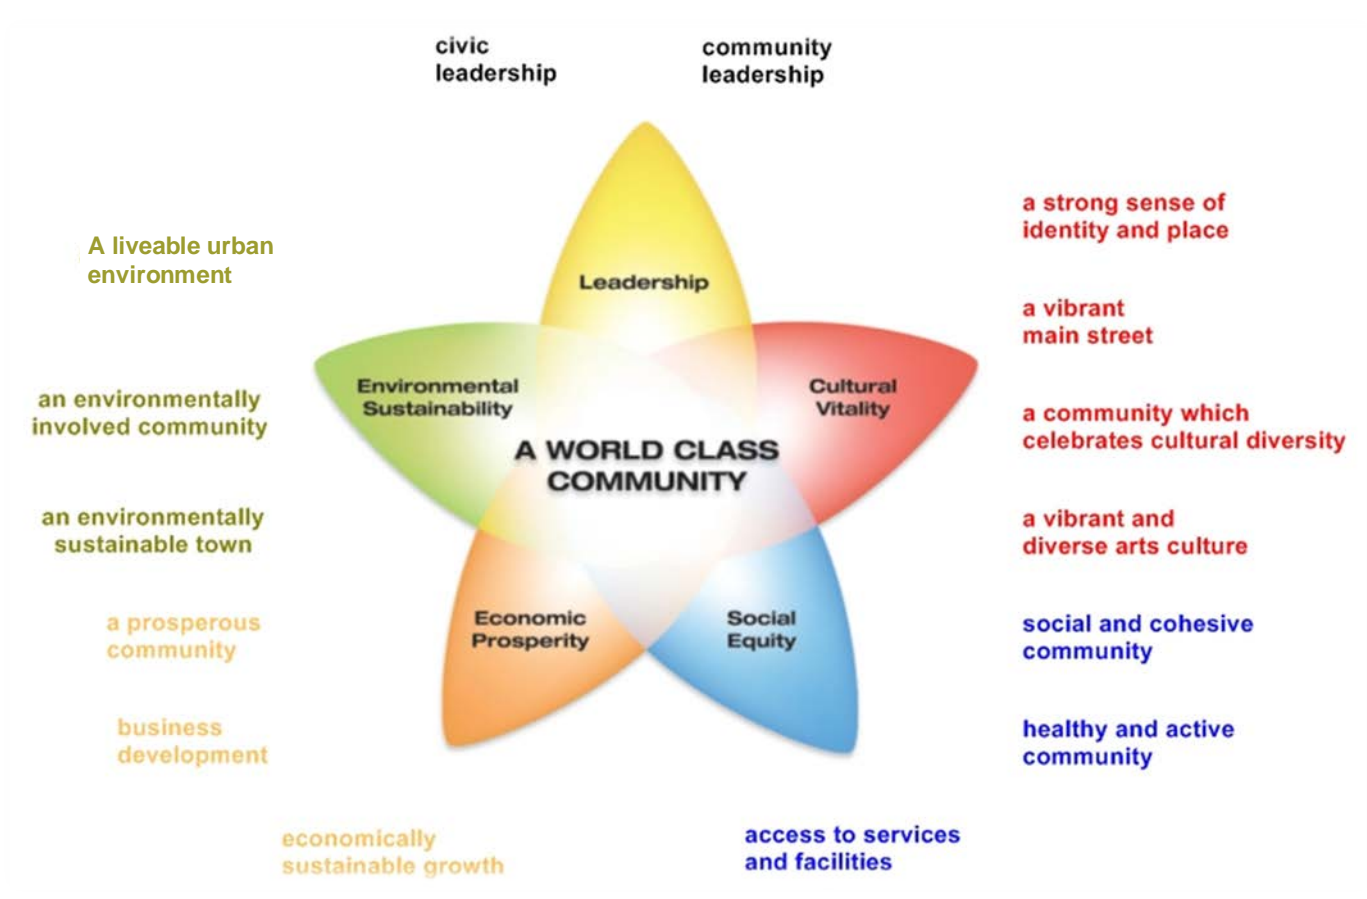 civic
leadership
community
leadership
A liveable urban
environment
an environmentally
involved community
an environmentally
sustainable town
a prosperous
community
business
development
economically
sustainable growth
Leadership
Environmental
Sustainability
Cultural
Vitality
A WORLD CLASS
COMMUNITY
Economic
Prosperity
Social
Equity
a strong sense of
identity and place
a vibrant
main street
a community which
celebrates cultural diversity
a vibrant and
diverse arts culture
social and cohesive
community
healthy and active
community
access to services
and facilities